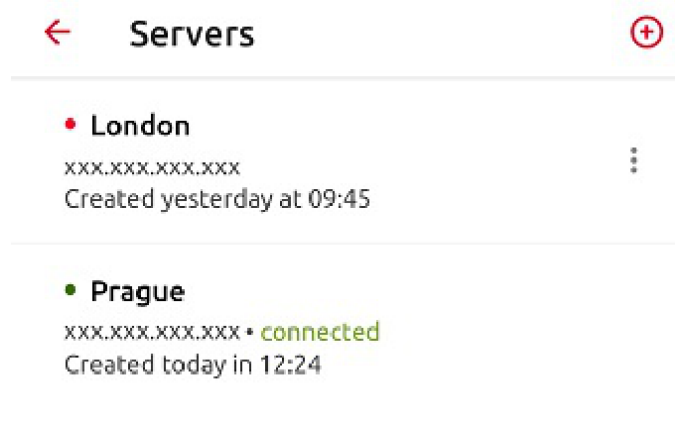 Servers
London
xxx.xxx.xxx.xxx
Created yesterday at 09:45
Prague
xxx.xxx.xxx.xxx • connected
Created today in 12:24